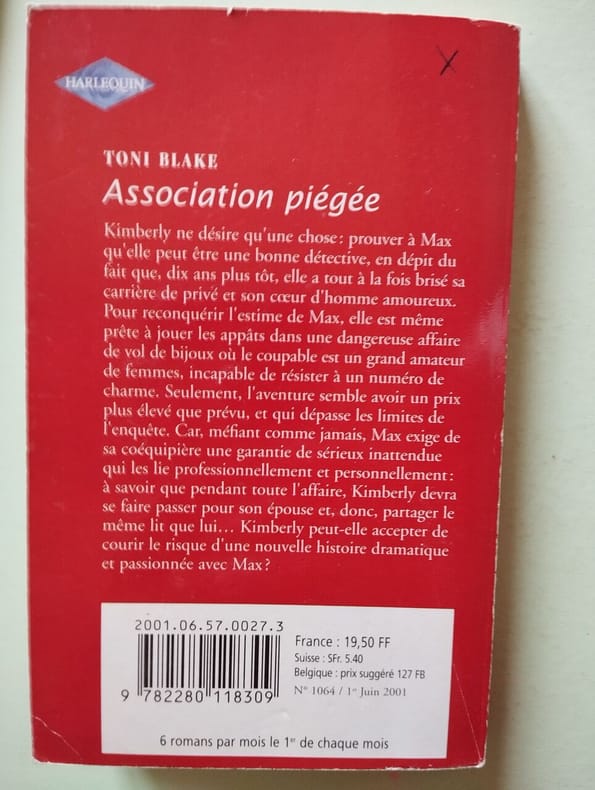 HARLEQUIN
TONI BLAKE
Association piégée
Kimberly ne désire qu'une chose : prouver à Max
qu'elle peut être une bonne détective, en dépit du
fait que, dix ans plus tôt, elle a tout à la fois brisé sa
carrière de privé et son cœur d'homme amoureux.
Pour reconquérir l'estime de Max, elle est même
prête à jouer les appâts dans une dangereuse affaire
de vol de bijoux où le coupable est un grand amateur
de femmes, incapable de résister à un numéro de
charme. Seulement, l'aventure semble avoir un prix
plus élevé que prévu, et qui dépasse les limites de
l'enquête. Car, méfiant comme jamais, Max exige de
sa coéquipière une garantie de sérieux inattendue
qui les lie professionnellement et personnellement :
à savoir que pendant toute l'affaire, Kimberly devra
se faire passer pour son épouse et, donc, partager le
même lit que lui... Kimberly peut-elle accepter de
courir le risque d'une nouvelle histoire dramatique
et passionnée avec Max ?
2001.06.57.0027.3
9 782280 118309
France : 19,50 FF
Suisse : SFr. 5.40
Belgique : prix suggéré 127 FB
N° 1064 / 1er Juin 2001
6 romans par mois le 1er de chaque mois